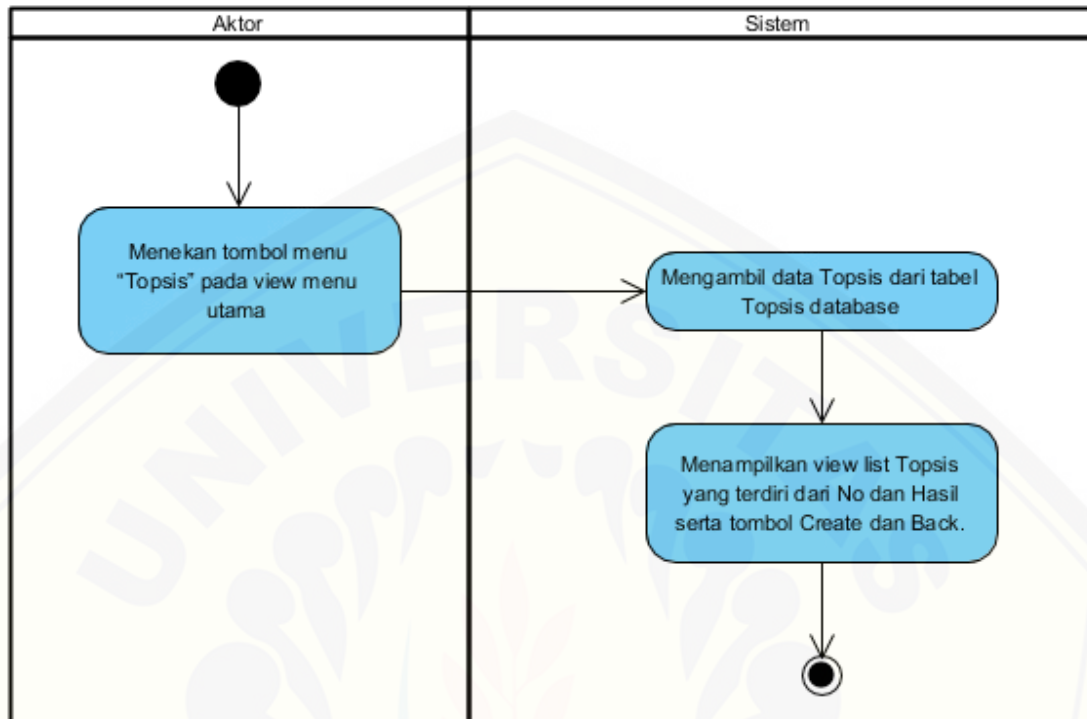 Aktor
Sistem
Menekan tombol menu
“Topsis” pada view menu
utama
Mengambil data Topsis dari tabel
Topsis database
Menampilkan view list Topsis
yang terdiri dari No dan Hasil
serta tombol Create dan Back.
UNIVERSITAS